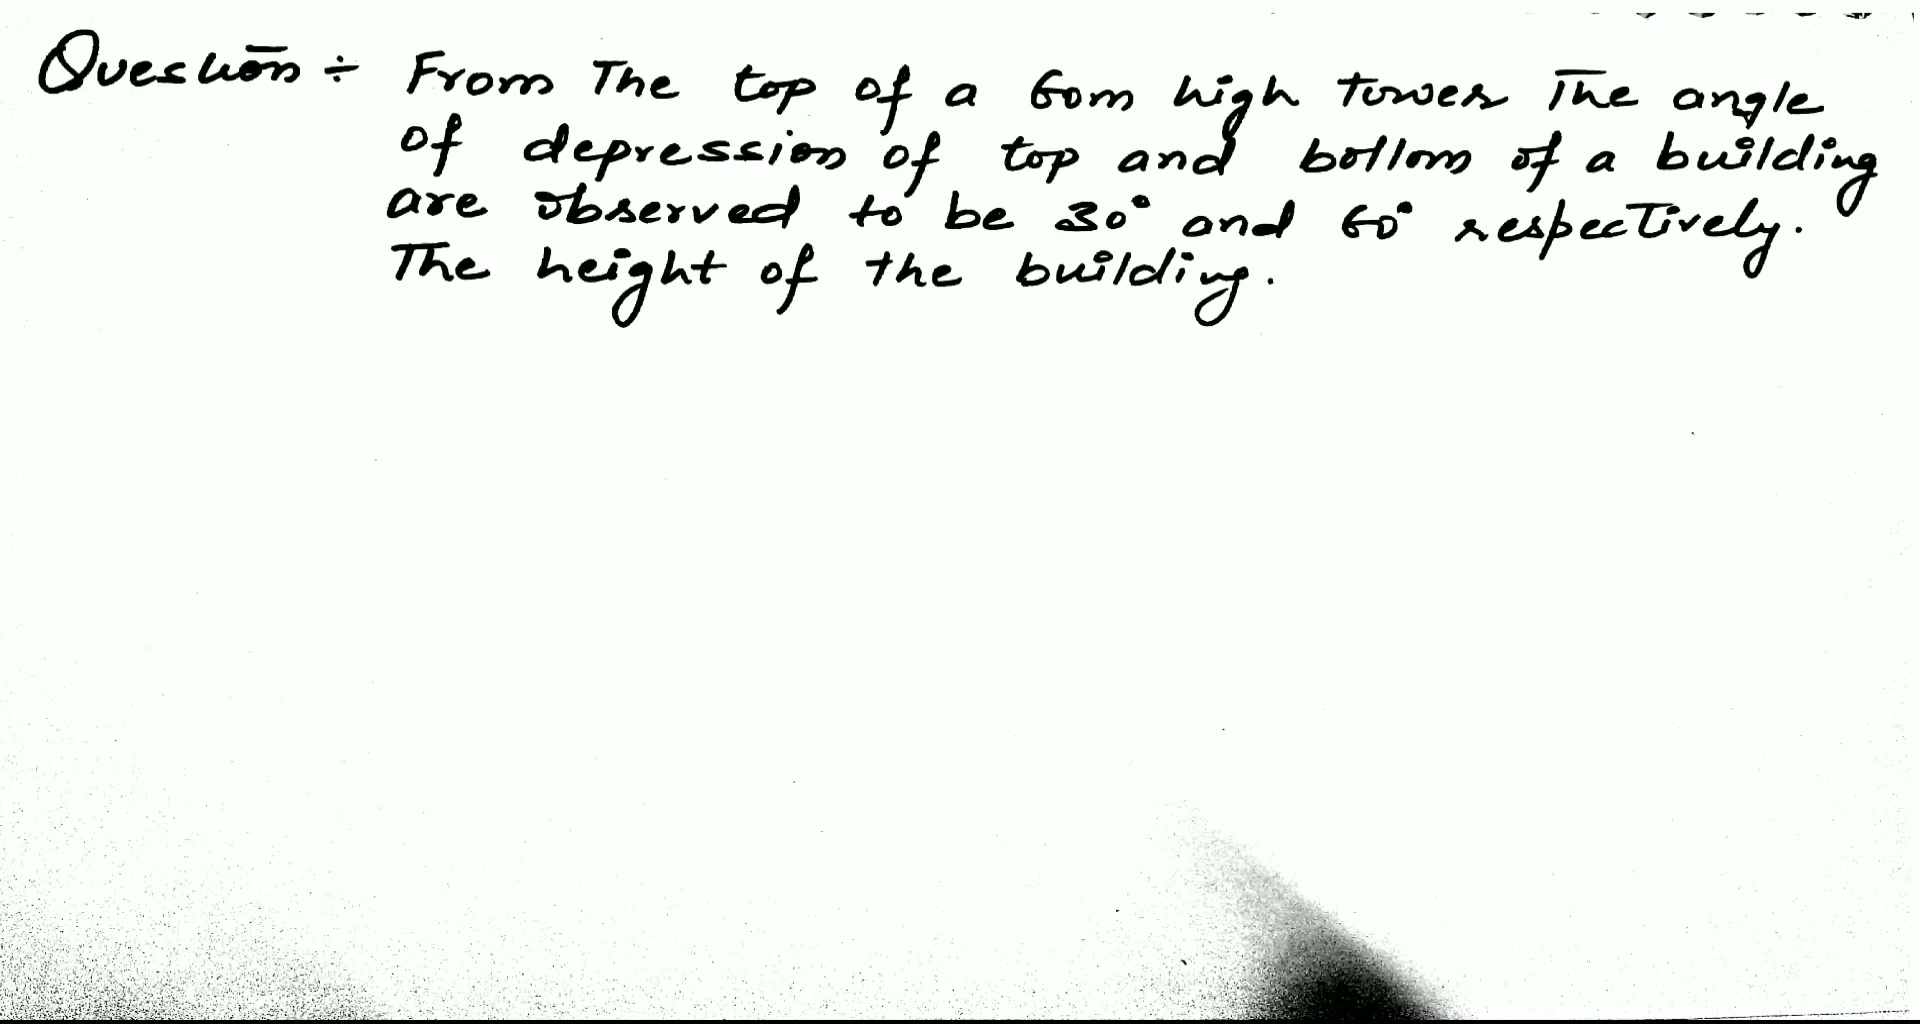 Question ÷ From The top of a 60m high tower The angle
of depression of top and bottom of a building
are observed to be 30° and 60° respectively.
The height of the building.